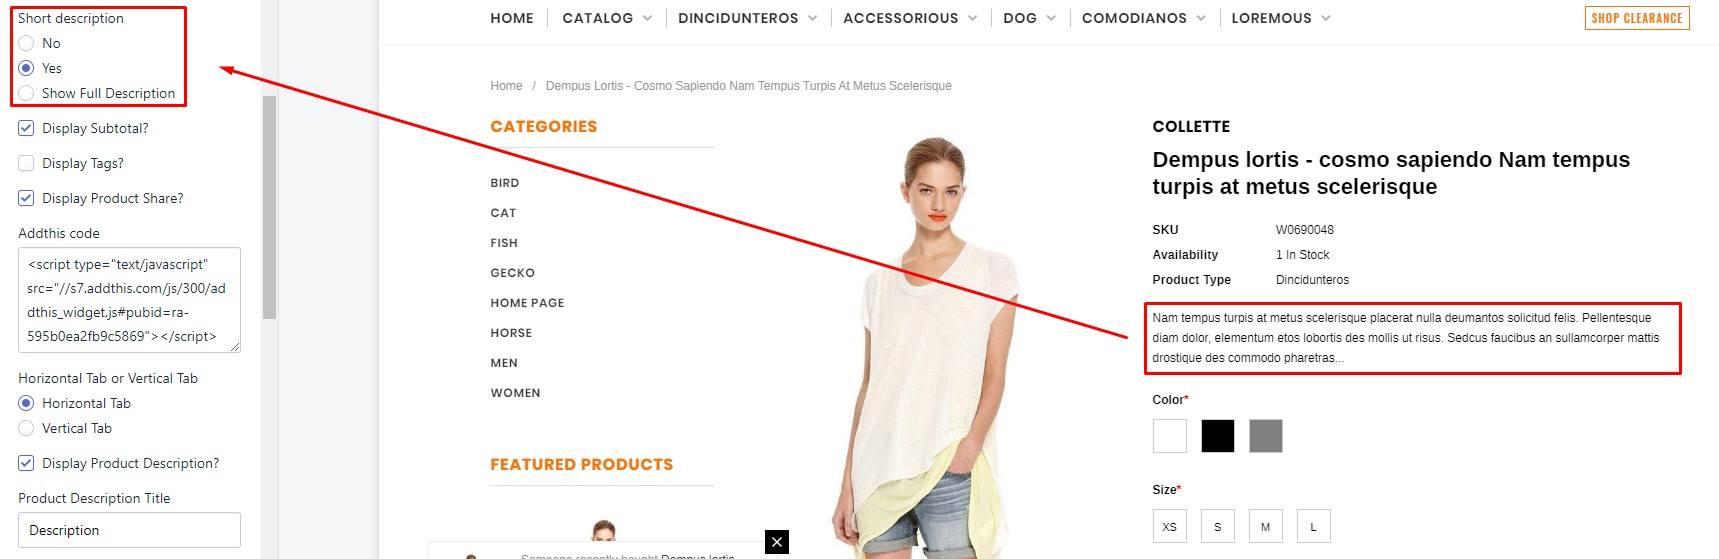 Short description
No
Yes
Show Full Description
Display Subtotal?
Display Tags?
Display Product Share?
Addthis code
<script type="text/javascript"
src="//s7.addthis.com/js/300/ad
dthis_widget.js#pubid=ra-
595b0ea2fb9c5869"></script>
Horizontal Tab or Vertical Tab
Horizontal Tab
Vertical Tab
Display Product Description?
Product Description Title
Description
HOME CATALOG DINCIDUNTEROS ACCESSORIOUS DOG COMODIANOS LOREMOUS
SHOP CLEARANCE
Home / Dempus Lortis - Cosmo Sapiendo Nam Tempus Turpis At Metus Scelerisque
CATEGORIES
BIRD
CAT
FISH
GECKO
HOME PAGE
HORSE
MEN
WOMEN
FEATURED PRODUCTS
Someone recently bought Dempus lortis
COLLETTE
Dempus lortis - cosmo sapiendo Nam tempus
turpis at metus scelerisque
SKU W0690048
Availability 1 In Stock
Product Type Dincidunteros
Nam tempus turpis at metus scelerisque placerat nulla deumantos solicitud felis. Pellentesque
diam dolor, elementum etos lobortis des mollis ut risus. Sedcus faucibus an sullamcorper mattis
drostique des commodo pharetras...
Color*
Size*
XS S M L